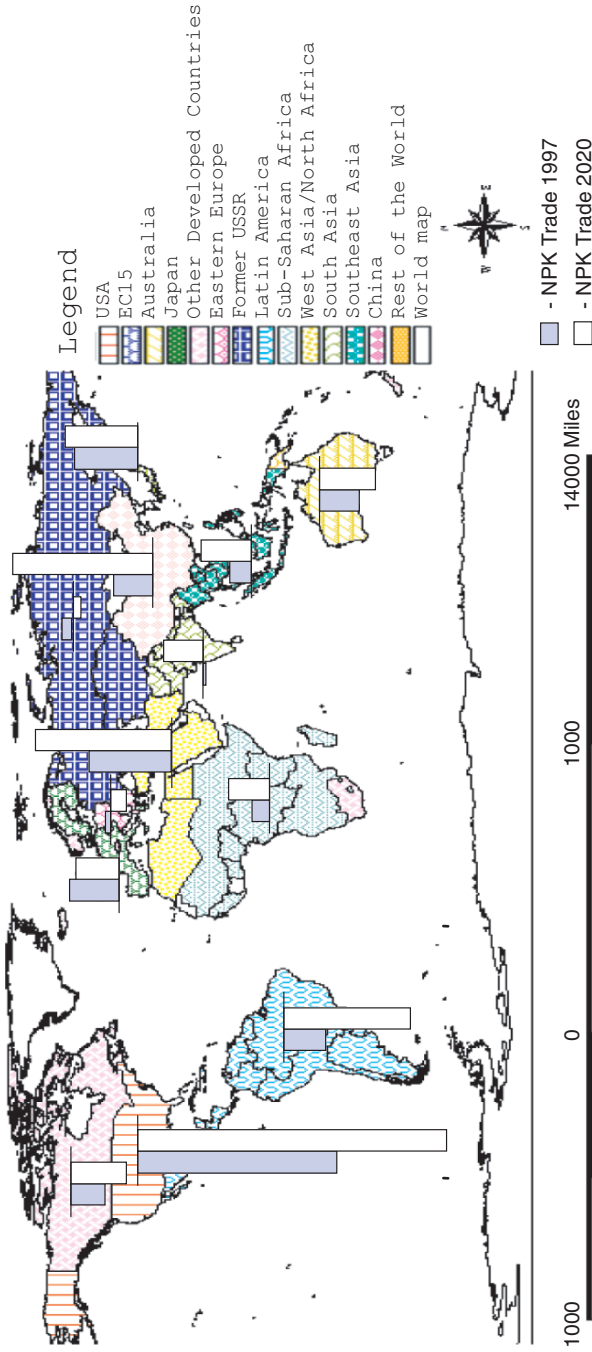 Legend
USA
EC15
Australia
Japan
Other Developed Countries
Eastern Europe
Former USSR
Latin America
Sub-Saharan Africa
West Asia/North Africa
South Asia
Southeast Asia
China
Rest of the World
World map
N
W
E
S
- NPK Trade 1997
- NPK Trade 2020
1000
0
1000
14000 Miles